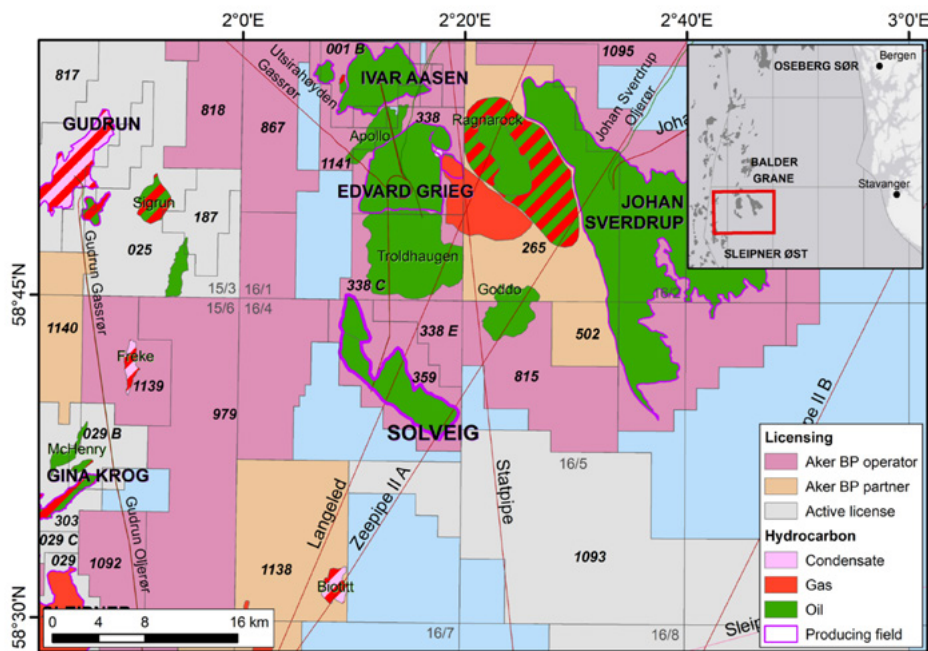 2°0'E
2°20'E
2°40'E
3°0'E
001 B
1095
OSEBERG SØR
Bergen
817
Utsirahøyden
Gassrør
IVAR AASEN
Johan Sverdrup
Oljerør
818
867
338
Ragnarock
GUDRUN
Apollo
1141
BALDER
GRANE
EDVARD GRIEG
JOHAN
SVERDRUP
Stavanger
Sigrun
187
025
265
Troldhaugen
SLEIPNER ØST
Gudrun Gassrør
338 C
Goddo
58°45'N
15/3
16/1
15/6
16/4
1140
338 E
502
Freke
1139
359
815
979
SOLVEIG
029 B
McHenry
GINA KROG
16/5
303
029 C
029
1092
Gudrun Oljerør
Langeled
Zeepipe II A
Statpipe
1093
1138
Biotitt
58°30'N
0 4 8 16 km
16/7
16/8
Licensing
Aker BP operator
Aker BP partner
Active license
Hydrocarbon
Condensate
Gas
Oil
Producing field